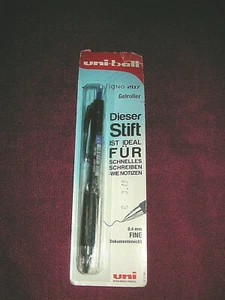 uni-ball
signo 207
Gelroller
Dieser
Stift
IST IDEAL
FÜR
SCHNELLES
SCHREIBEN
WIE NOTIZEN
0.4 mm
FINE
Dokumentenecht
uni